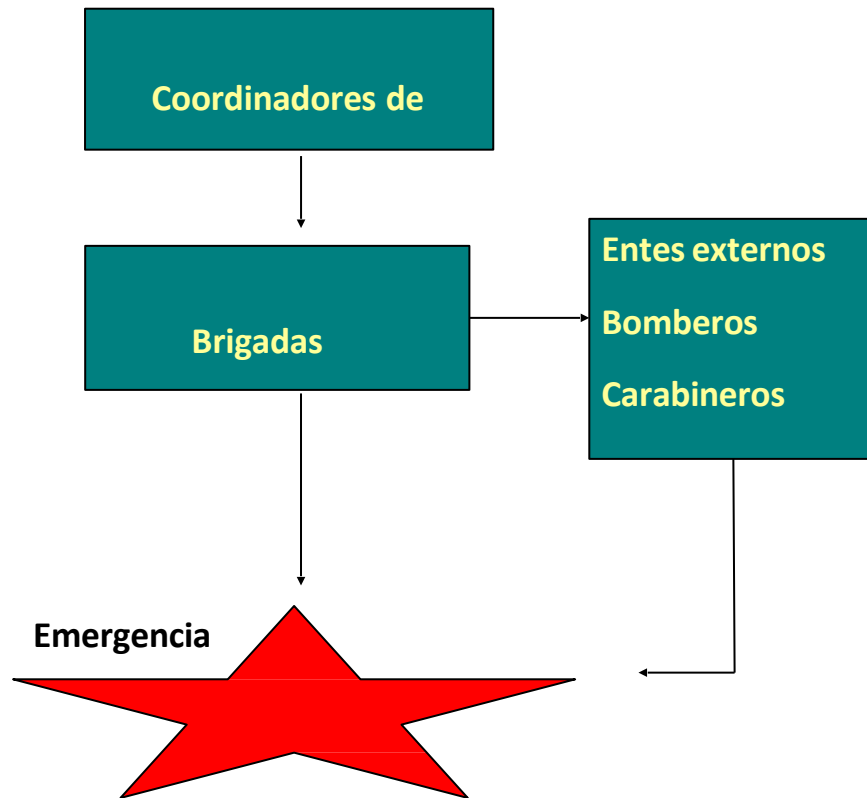 Coordinadores de
Brigadas
Entes externos
Bomberos
Carabineros
Emergencia